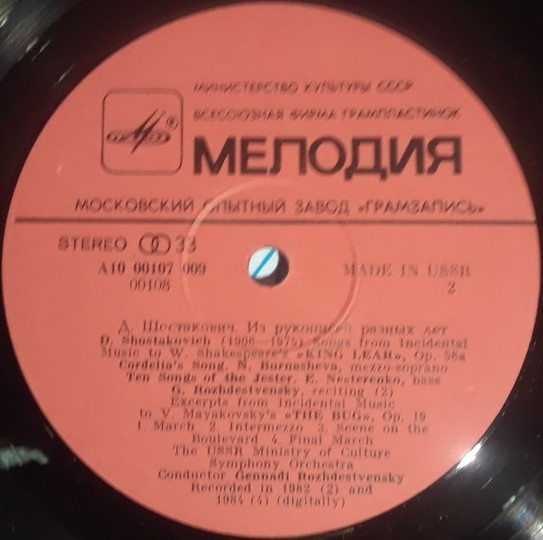 МИНИСТЕРСТВО КУЛЬТУРЫ СССР
ВСЕСОЮЗНАЯ ФИРМА ГРАМПЛАСТИНОК
®
МЕЛОДИЯ
МОСКОВСКИЙ ОПЫТНЫЙ ЗАВОД «ГРАМЗАПИСЬ»
STEREO 33
А10 00107 009
00108
MADE IN USSR
2
Д. Шостакович. Из рукописей разных лет
D. Shostakovich (1906—1975) Songs from Incidental
Music to W. Shakespeare's «KING LEAR», Op. 58a
Cordelia's Song. N. Burnasheva, mezzo-soprano
Ten Songs of the Jester. E. Nesterenko, bass
G. Rozhdestvensky, reciting (2)
Excerpts from Incidental Music
to V. Mayakovsky's «THE BUG», Op. 19
1. March 2. Intermezzo 3. Scene on the
Boulevard 4. Final March
The USSR Ministry of Culture
Symphony Orchestra
Conductor Gennadi Rozhdestvensky
Recorded in 1982 (2) and
1984 (4) (digitally)